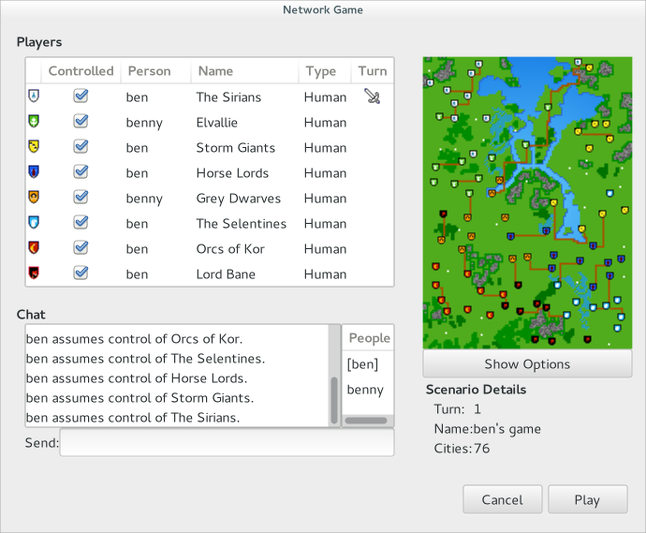 Network Game
Players
Controlled Person Name Type Turn
ben The Sirians Human
benny Elvallie Human
ben Storm Giants Human
ben Horse Lords Human
benny Grey Dwarves Human
ben The Selentines Human
ben Orcs of Kor Human
ben Lord Bane Human
Chat
ben assumes control of Orcs of Kor.
ben assumes control of The Selentines.
ben assumes control of Horse Lords.
ben assumes control of Storm Giants.
ben assumes control of The Sirians.
People
[ben]
benny
Send:
Show Options
Scenario Details
Turn: 1
Name:ben's game
Cities:76
Cancel
Play